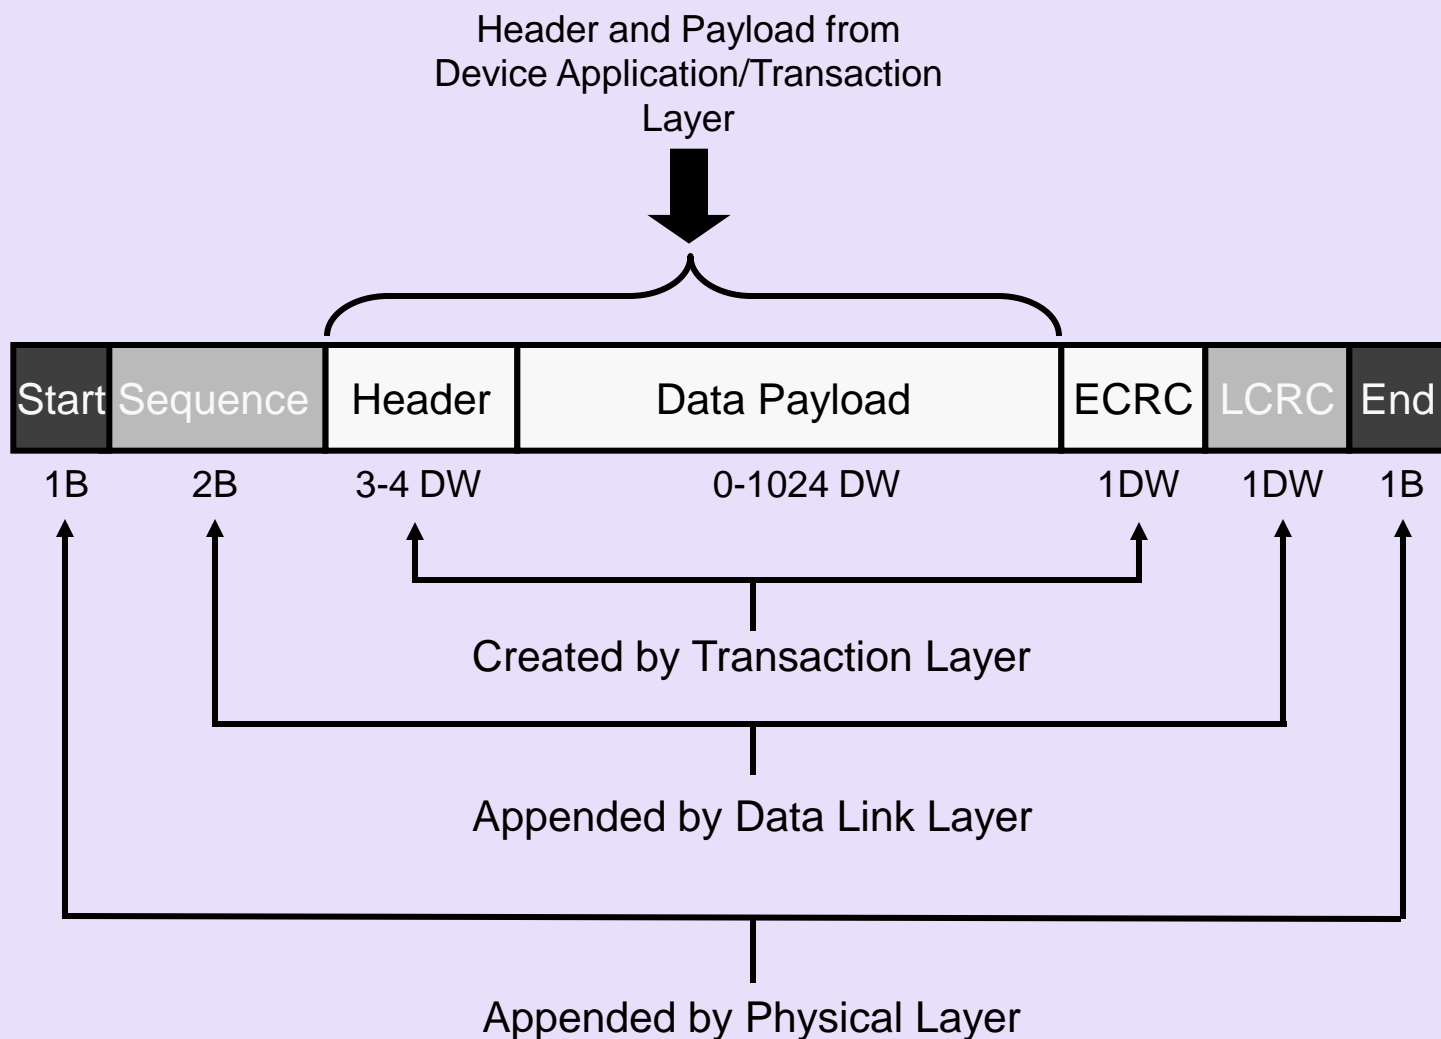 Header and Payload from
Device Application/Transaction
Layer
Start Sequence Header Data Payload ECRC LCRC End
1B 2B 3-4 DW 0-1024 DW 1DW 1DW 1B
Created by Transaction Layer
Appended by Data Link Layer
Appended by Physical Layer